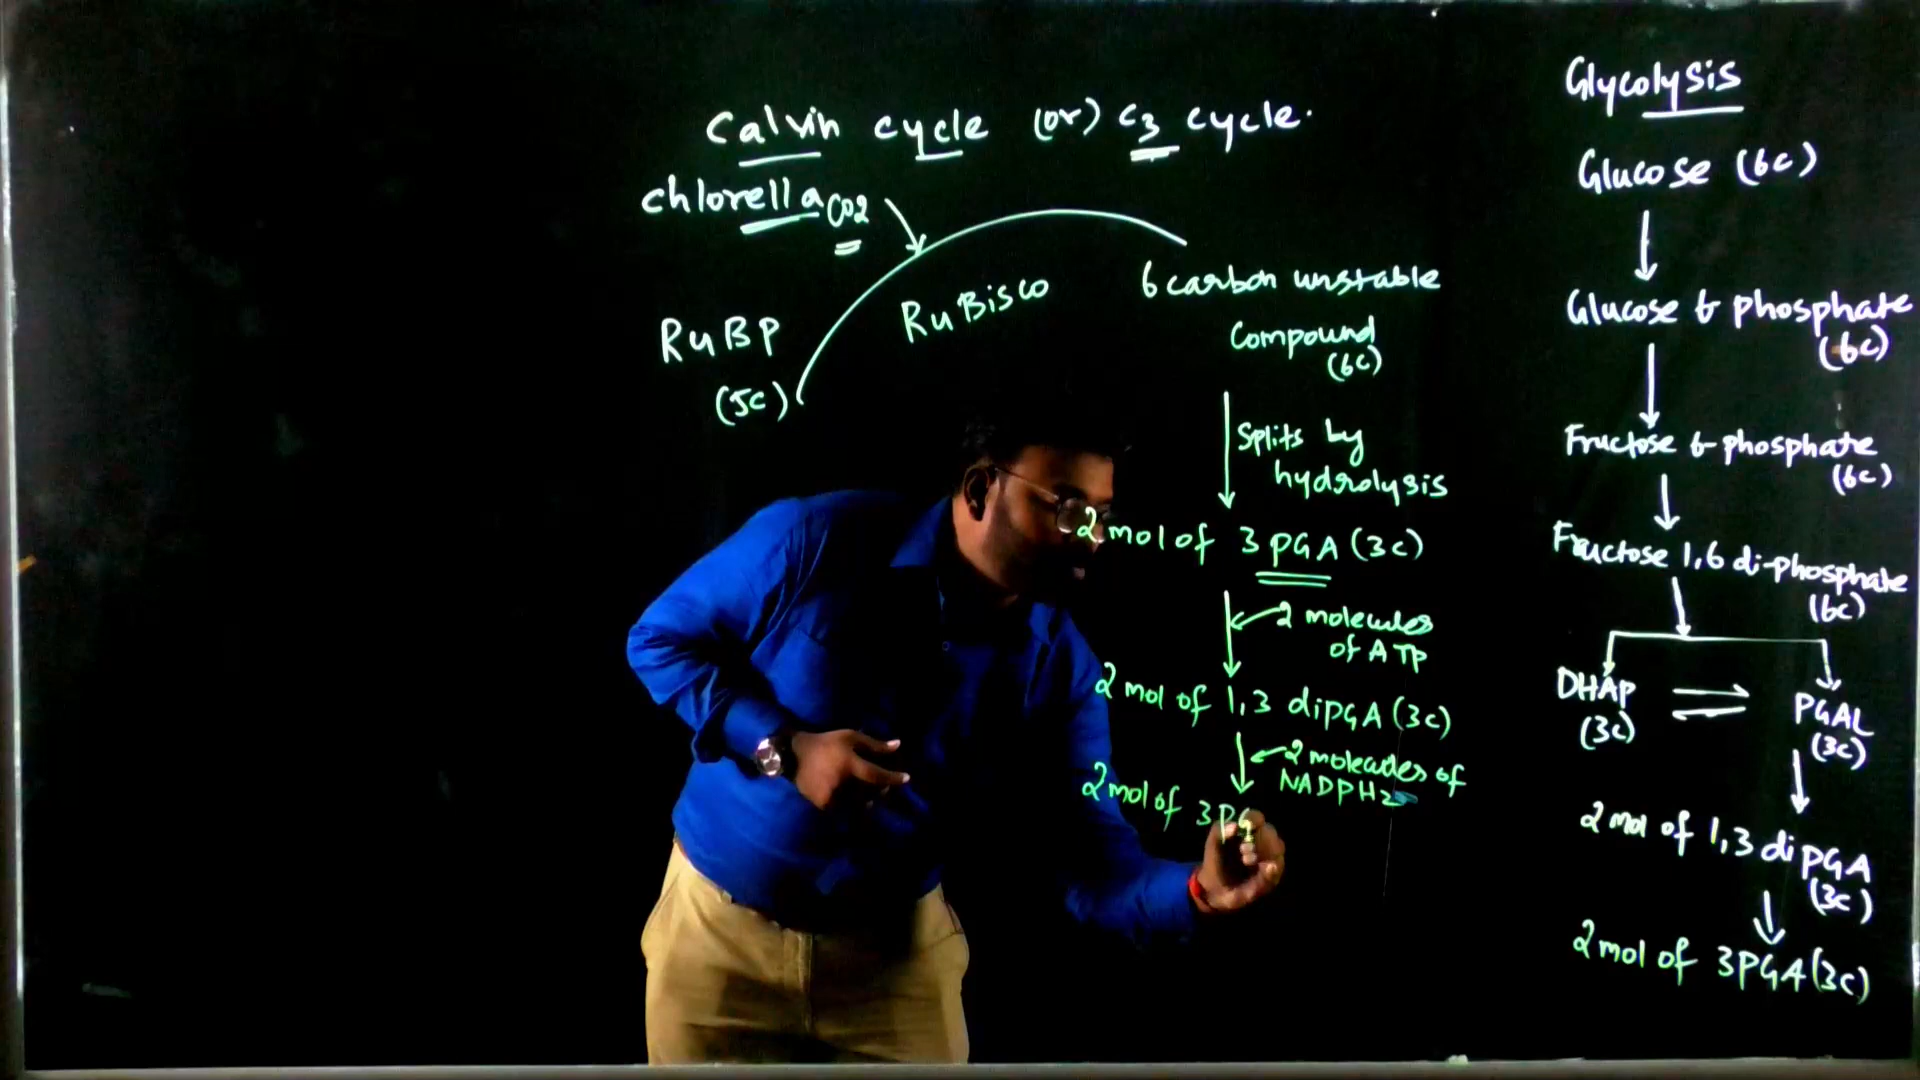 Calvin cycle (or) C3 cycle.
chlorella
CO2
RuBisco
RuBP
(5C)
6 carbon unstable
Compound
(6C)
Splits by
hydrolysis
2 mol of 3 PGA (3C)
2 molecules
of ATP
2 mol of 1,3 diPGA (3C)
2 molecules of
NADPH2
2 mol of 3PG
Glycolysis
Glucose (6C)
Glucose 6 phosphate
(6C)
Fructose 6-phosphate
(6C)
Fructose 1,6 di-phosphate
(6C)
DHAP
(3C)
PGAL
(3C)
2 mol of 1,3 diPGA
(3C)
2 mol of 3PGA (3C)